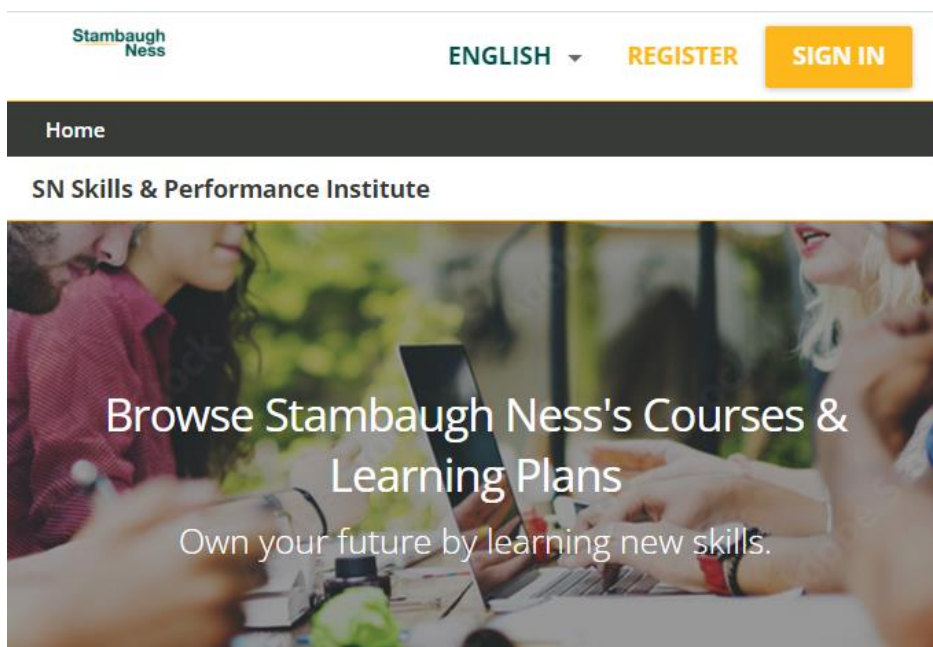 Stambaugh
Ness
ENGLISH
REGISTER
SIGN IN
Home
SN Skills & Performance Institute
Browse Stambaugh Ness's Courses &
Learning Plans
Own your future by learning new skills.